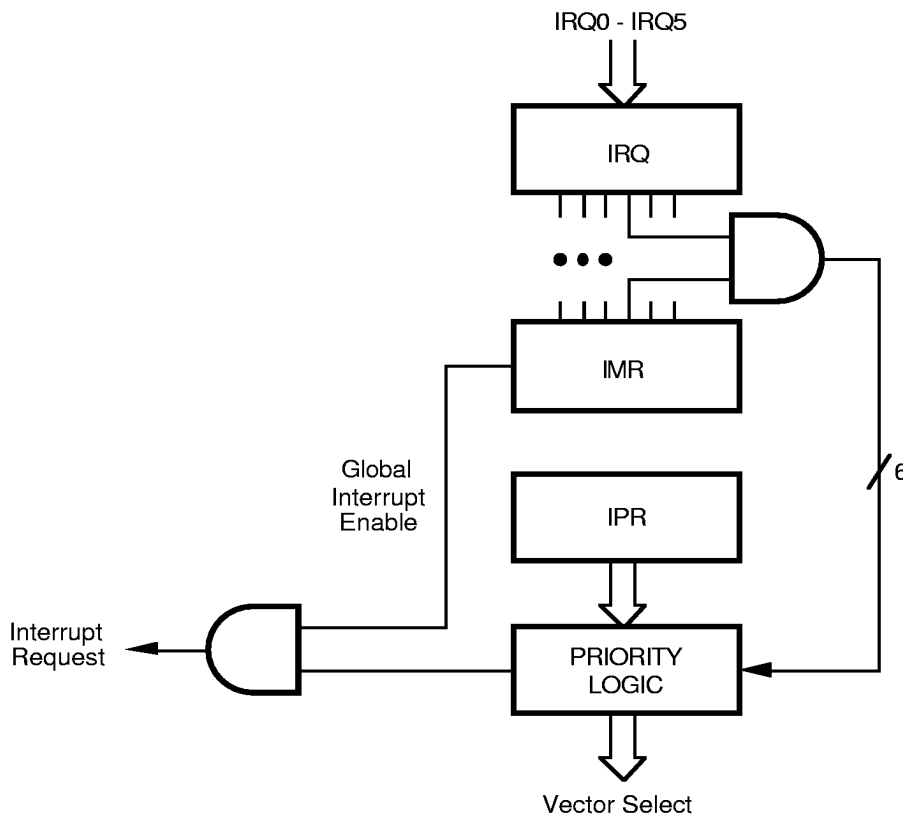 IRQ0 - IRQ5
IRQ
IMR
Global
Interrupt
Enable
6
IPR
Interrupt
Request
PRIORITY
LOGIC
Vector Select